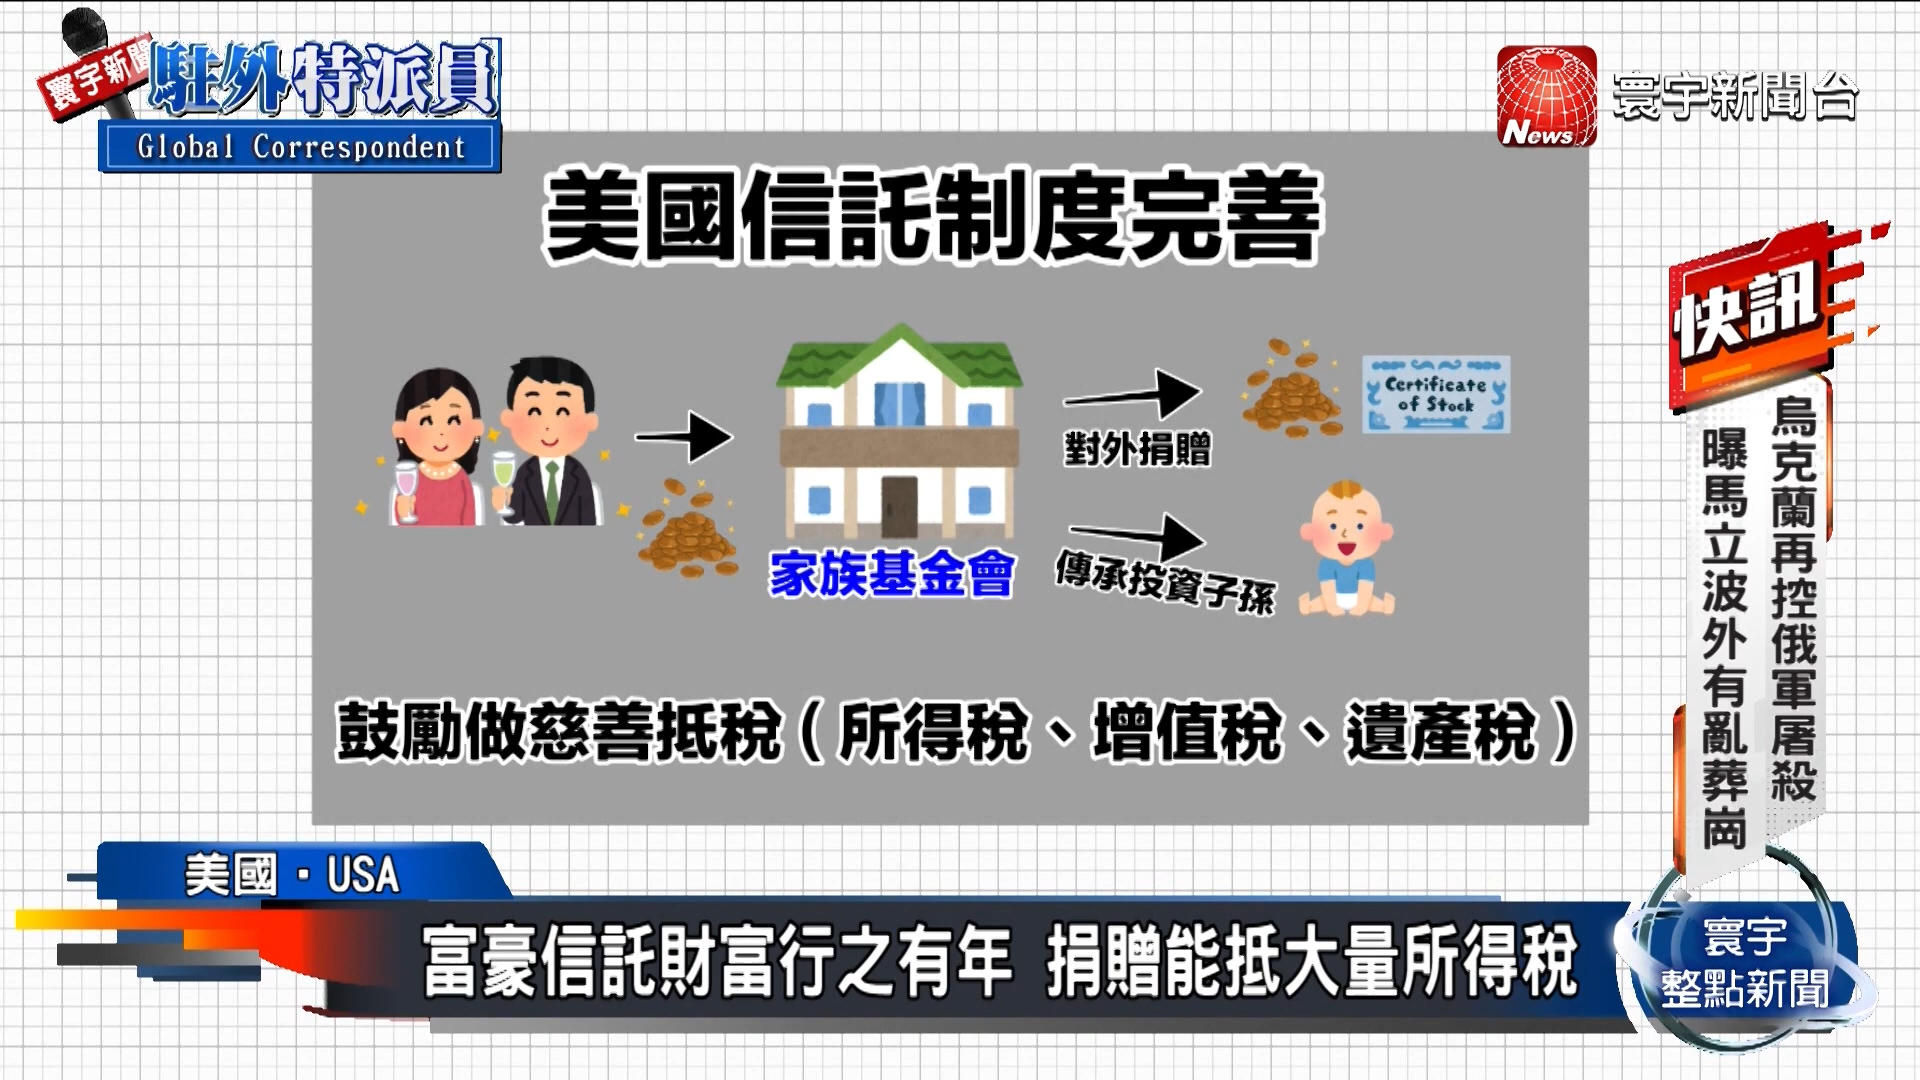 寰宇新聞
駐外特派員
Global Correspondent
News
寰宇新聞台
美國信託制度完善
對外捐贈
Certificate
of Stock
家族基金會
傳承投資子孫
鼓勵做慈善抵稅(所得稅、增值稅、遺產稅)
快訊
烏克蘭再控俄軍屠殺
曝馬立波外有亂葬崗
美國・USA
富豪信託財富行之有年 捐贈能抵大量所得稅
寰宇
整點新聞